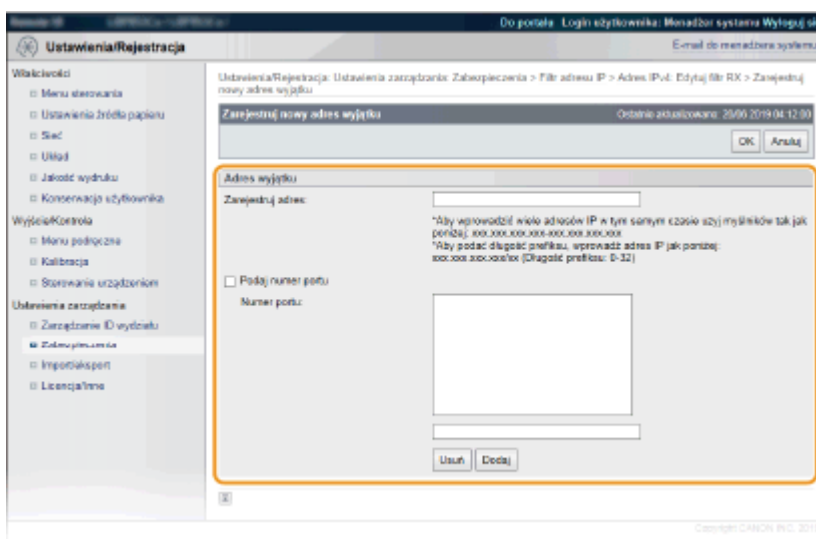 Do portalu Login użytkownika: Menadżer systemu Wyloguj si
Ustawienia/Rejestracja
E-mail do menadżera systemu
Właściwości
Menu sterowania
Ustawienia źródła papieru
Sieć
Układ
Jakość wydruku
Konserwacja użytkownika
Wyjście/Kontrola
Menu podręczne
Kalibracja
Sterowanie urządzeniem
Ustawienia zarządzania
Zarządzanie ID wydziału
Zabezpieczenia
Import/eksport
Licencja/Inne
Ustawienia/Rejestracja: Ustawienia zarządzania: Zabezpieczenia > Filtr adresu IP > Adres IPv4: Edytuj filtr RX > Zarejestruj
nowy adres wyjątku
Zarejestruj nowy adres wyjątku
Ostatnio aktualizowane: 26/06 2019 04:12:00
OK Anuluj
Adres wyjątku
Zarejestruj adres:
*Aby wprowadzić wiele adresów IP w tym samym czasie użyj myślników tak jak
poniżej: xxx.xxx.xxx.xxx-xxx.xxx.xxx.xxx
*Aby podać długość prefiksu, wprowadź adres IP jak poniżej:
xxx.xxx.xxx.xxx/xx (Długość prefiksu: 0-32)
Podaj numer portu
Numer portu:
Usuń Dodaj
Copyright CANON INC. 201